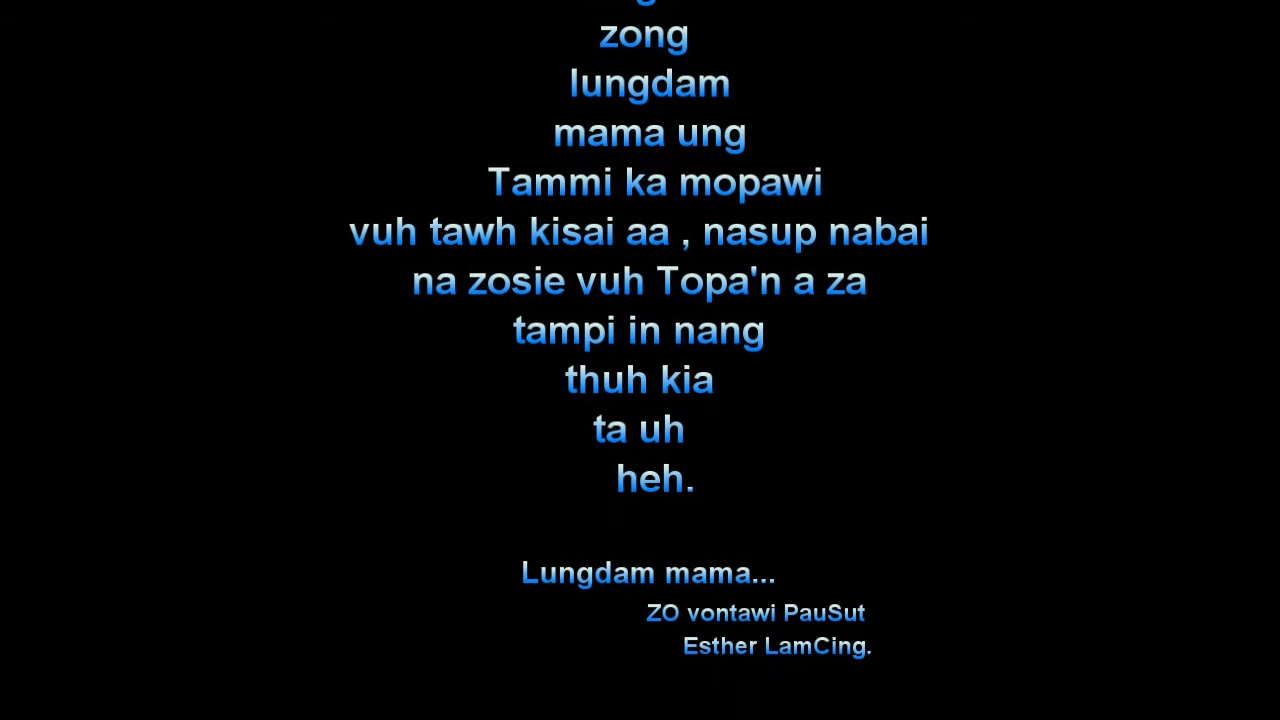 zong
lungdam
mama ung
Tammi ka mopawi
vuh tawh kisai aa , nasup nabai
na zosie vuh Topa'n a za
tampi in nang
thuh kia
ta uh
heh.
Lungdam mama...
ZO vontawi PauSut
Esther LamCing.